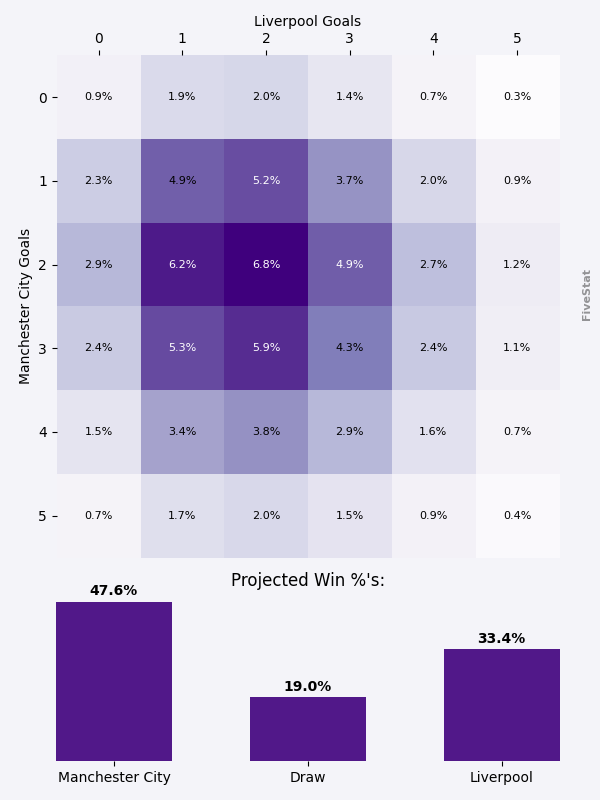 Liverpool Goals
0 1 2 3 4 5
0 0.9% 1.9% 2.0% 1.4% 0.7% 0.3%
1 2.3% 4.9% 5.2% 3.7% 2.0% 0.9%
2 2.9% 6.2% 6.8% 4.9% 2.7% 1.2%
3 2.4% 5.3% 5.9% 4.3% 2.4% 1.1%
4 1.5% 3.4% 3.8% 2.9% 1.6% 0.7%
5 0.7% 1.7% 2.0% 1.5% 0.9% 0.4%
Manchester City Goals
FiveStat
Projected Win %'s:
47.6%
19.0%
33.4%
Manchester City Draw Liverpool